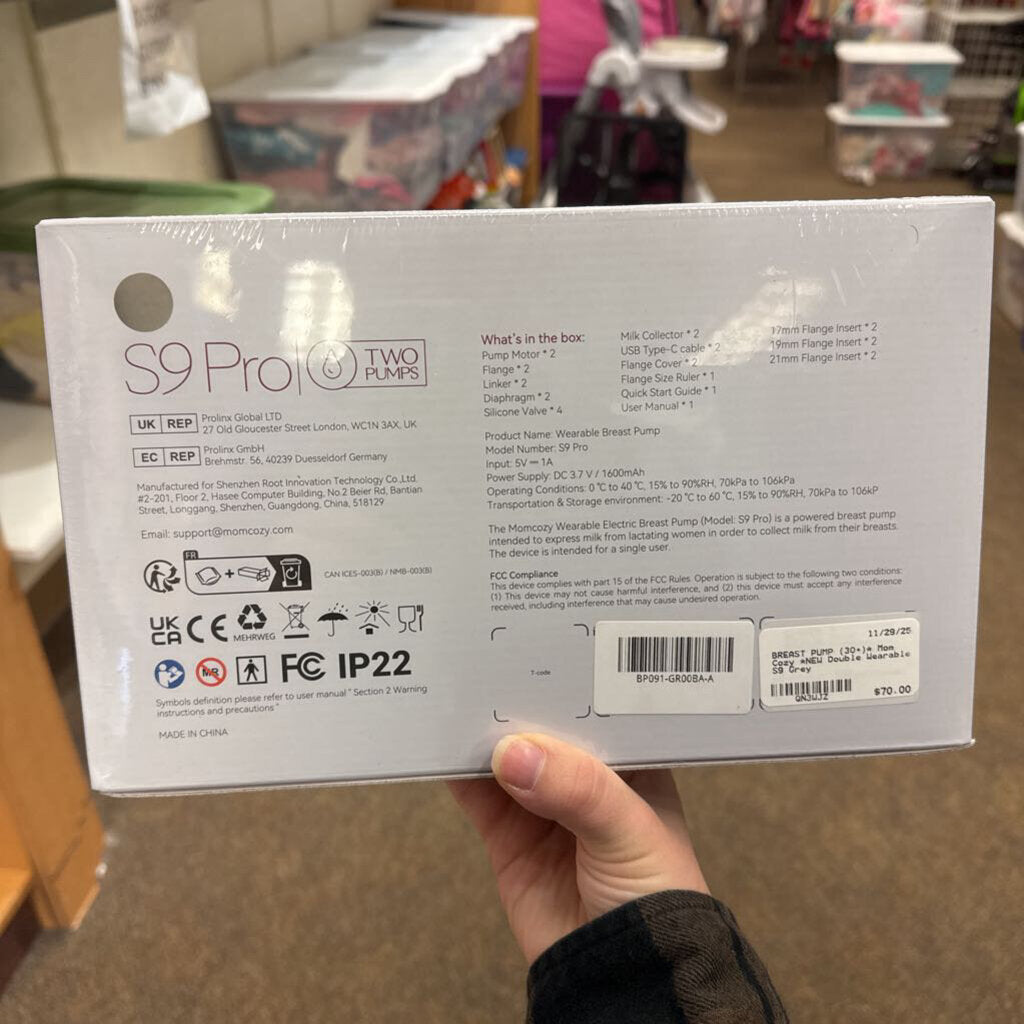 S9 Pro
TWO
PUMPS
UK REP
Prolinx Global LTD
27 Old Gloucester Street London, WC1N 3AX, UK
EC REP
Prolinx GmbH
Brehmstr. 56, 40239 Duesseldorf Germany
Manufactured for Shenzhen Root Innovation Technology Co.,Ltd.
#2-201, Floor 2, Hasee Computer Building, No.2 Beier Rd, Bantian
Street, Longgang, Shenzhen, Guangdong, China, 518129
Email: support@momcozy.com
FR
CAN ICES-003(B) / NMB-003(B)
UK
CA CE
MEHRWEG
MR
FC IP22
Symbols definition please refer to user manual " Section 2 Warning
instructions and precautions "
MADE IN CHINA
What's in the box:
Pump Motor * 2
Flange * 2
Linker * 2
Diaphragm * 2
Silicone Valve * 4
Milk Collector * 2
USB Type-C cable * 2
Flange Cover * 2
Flange Size Ruler * 1
Quick Start Guide * 1
User Manual * 1
17mm Flange Insert * 2
19mm Flange Insert * 2
21mm Flange Insert * 2
Product Name: Wearable Breast Pump
Model Number: S9 Pro
Input: 5V ⎓ 1A
Power Supply: DC 3.7 V / 1600mAh
Operating Conditions: 0 °C to 40 °C, 15% to 90%RH, 70kPa to 106kPa
Transportation & Storage environment: -20 °C to 60 °C, 15% to 90%RH, 70kPa to 106kP
The Momcozy Wearable Electric Breast Pump (Model: S9 Pro) is a powered breast pump
intended to express milk from lactating women in order to collect milk from their breasts.
The device is intended for a single user.
FCC Compliance
This device complies with part 15 of the FCC Rules. Operation is subject to the following two conditions:
(1) This device may not cause harmful interference, and (2) this device must accept any interference
received, including interference that may cause undesired operation.
T-code
BP091-GR00BA-A
11/29/25
BREAST PUMP (30+)* Mom
Cozy *NEW Double Wearable
S9 Grey
QN3WJZ
$70.00